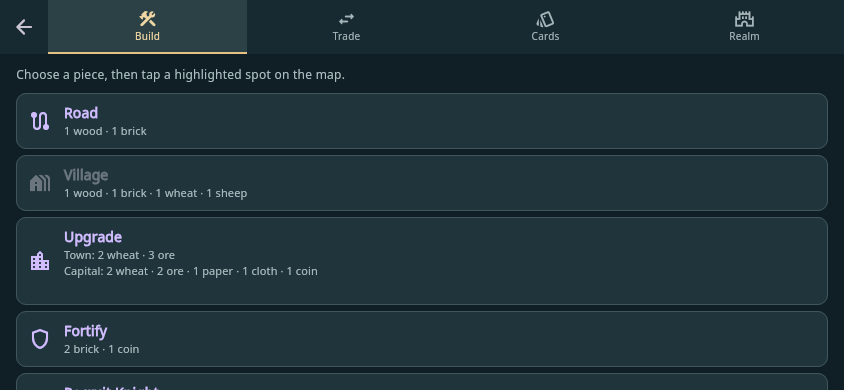 Build
Trade
Cards
Realm
Choose a piece, then tap a highlighted spot on the map.
Road
1 wood · 1 brick
Village
1 wood · 1 brick · 1 wheat · 1 sheep
Upgrade
Town: 2 wheat · 3 ore
Capital: 2 wheat · 2 ore · 1 paper · 1 cloth · 1 coin
Fortify
2 brick · 1 coin
Recruit Knight